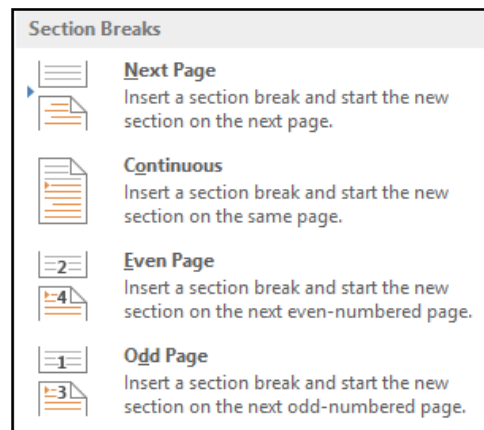 Section Breaks
Next Page
Insert a section break and start the new
section on the next page.
Continuous
Insert a section break and start the new
section on the same page.
2
Even Page
4
Insert a section break and start the new
section on the next even-numbered page.
1
Odd Page
3
Insert a section break and start the new
section on the next odd-numbered page.